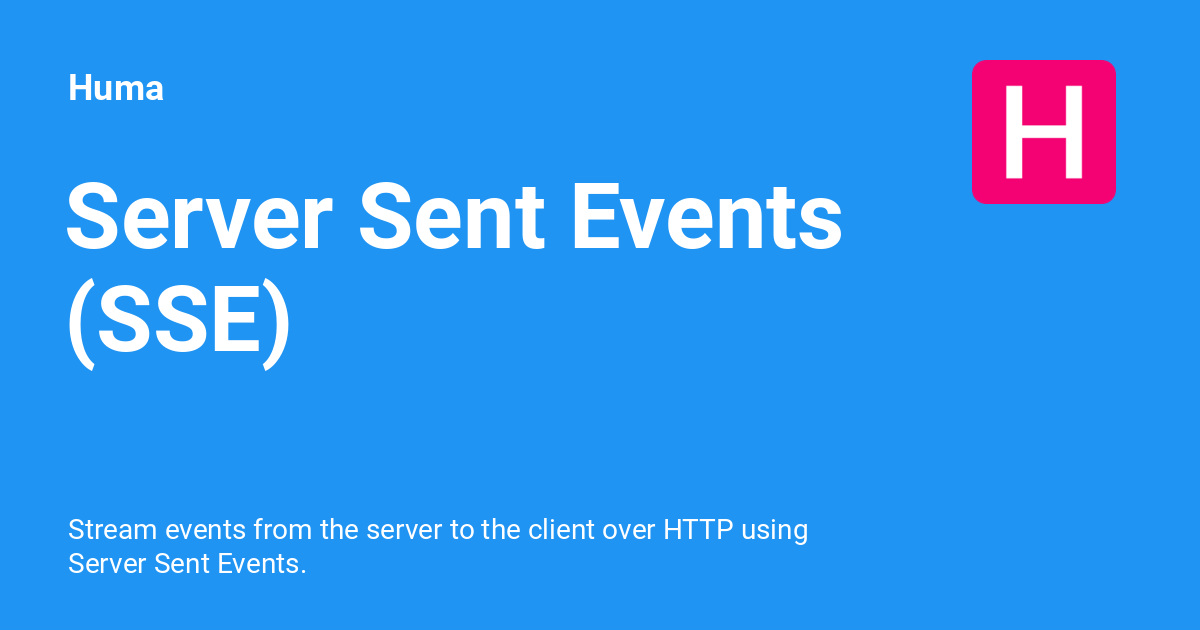 Huma
H
Server Sent Events
(SSE)
Stream events from the server to the client over HTTP using
Server Sent Events.